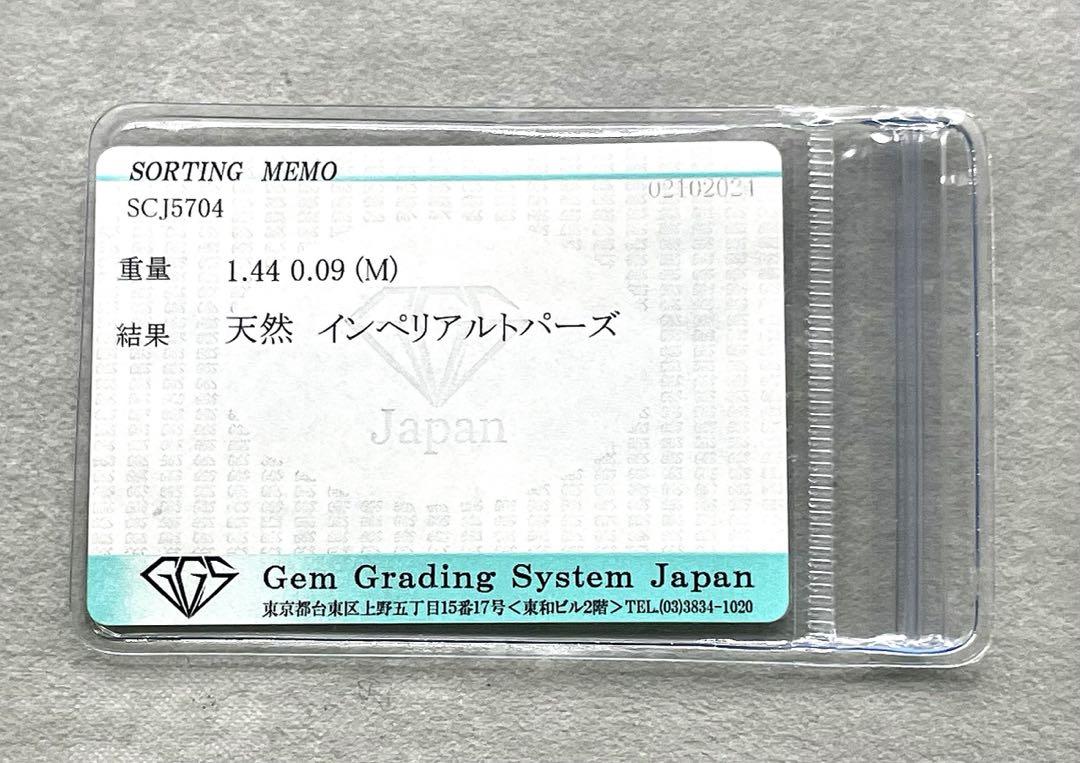 SORTING MEMO
02102024
SCJ5704
重量 1.44 0.09 (M)
結果 天然 インペリアルトパーズ
Japan
GGS Gem Grading System Japan
東京都台東区上野五丁目15番17号<東和ビル2階>TEL.(03)3834-1020